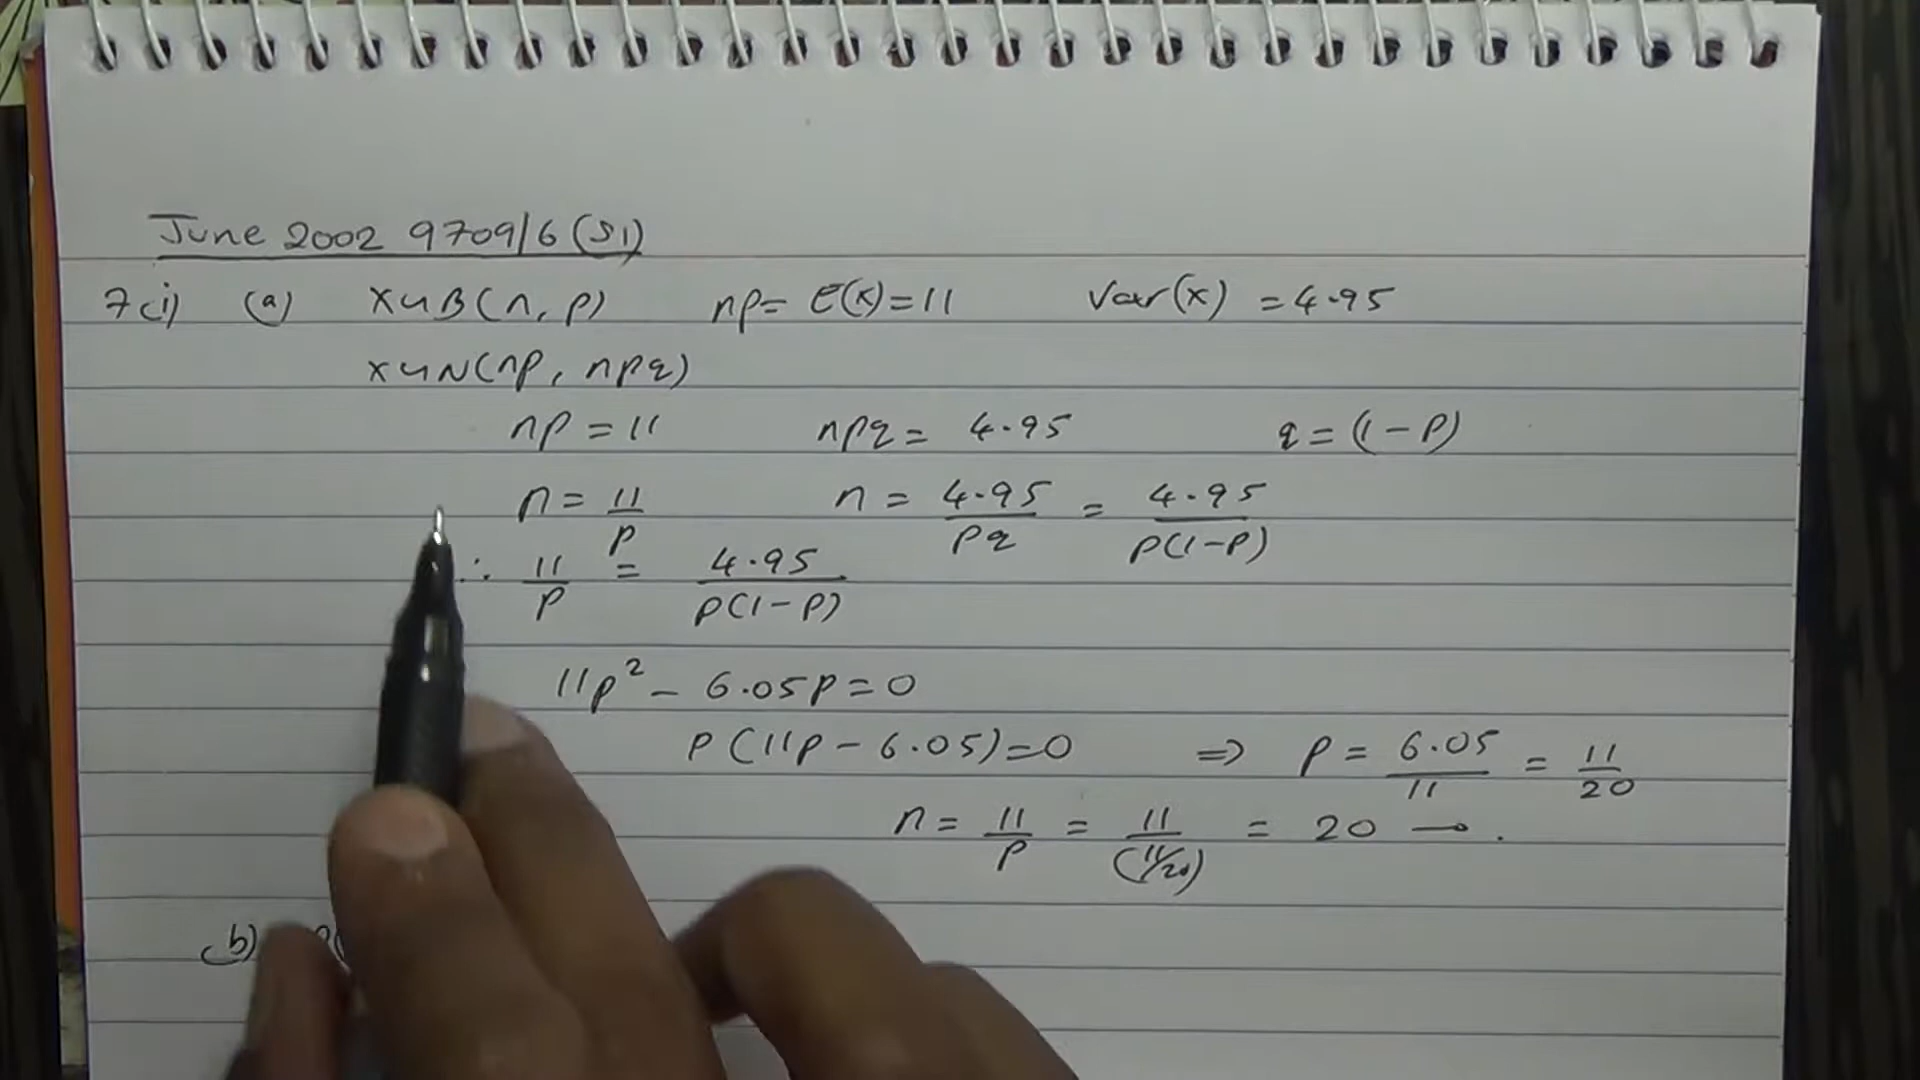 June 2002 9709/6 (S1)
7(i) (a) X~B(n, p) np= E(x)=11 Var(x) =4.95
X~N(np, npq)
np = 11 npq = 4.95 q = (1-p)
n = 11/p n = 4.95/pq = 4.95/p(1-p)
∴ 11/p = 4.95/p(1-p)
11p² - 6.05p = 0
p(11p - 6.05)=0 => p = 6.05/11 = 11/20
n = 11/p = 11/(11/20) = 20
b)